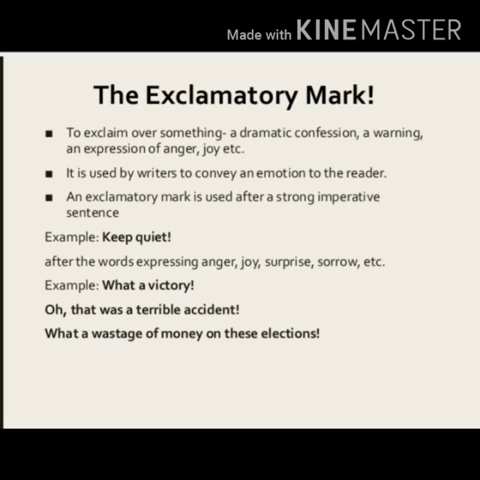 Made with KINEMASTER
The Exclamatory Mark!
▪ To exclaim over something- a dramatic confession, a warning,
an expression of anger, joy etc.
▪ It is used by writers to convey an emotion to the reader.
▪ An exclamatory mark is used after a strong imperative
sentence
Example: Keep quiet!
after the words expressing anger, joy, surprise, sorrow, etc.
Example: What a victory!
Oh, that was a terrible accident!
What a wastage of money on these elections!